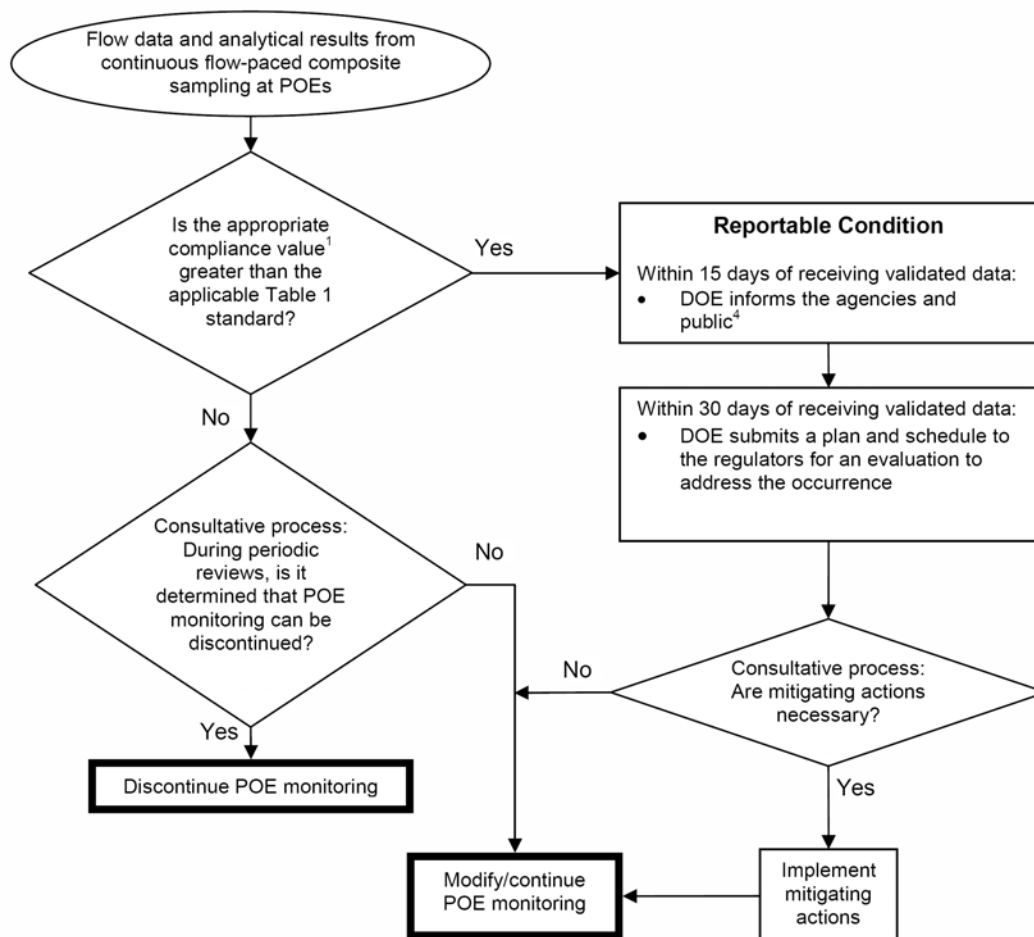 Flow data and analytical results from
continuous flow-paced composite
sampling at POEs
Is the appropriate
compliance value¹
greater than the
applicable Table 1
standard?
Yes
Reportable Condition
Within 15 days of receiving validated data:
• DOE informs the agencies and
public⁴
No
Within 30 days of receiving validated data:
• DOE submits a plan and schedule to
the regulators for an evaluation to
address the occurrence
Consultative process:
During periodic
reviews, is it
determined that POE
monitoring can be
discontinued?
No
Yes
Discontinue POE monitoring
No
Consultative process:
Are mitigating actions
necessary?
Yes
Implement
mitigating
actions
Modify/continue
POE monitoring